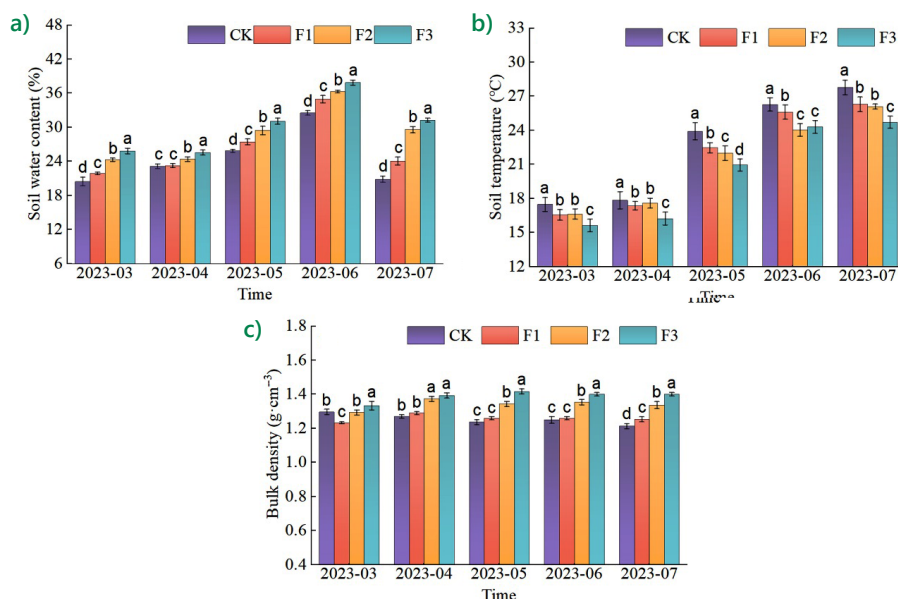 a)
48
42
36
30
24
18
12
6
Soil water content (%)
CK F1 F2 F3
d c b a
c c b a
d c b a
d c b a
d c b a
2023-03 2023-04 2023-05 2023-06 2023-07
Time
b)
33
30
27
24
21
18
15
12
Soil temperature (℃)
CK F1 F2 F3
a b b c
a b b c
a b b c
a b c c
a b b c
2023-03 2023-04 2023-05 2023-06 2023-07
Time
c)
1.8
1.6
1.4
1.2
1.0
0.8
0.6
0.4
Bulk density (g·cm⁻³)
CK F1 F2 F3
b c b a
b b a a
c c b a
c c b a
d c b a
2023-03 2023-04 2023-05 2023-06 2023-07
Time